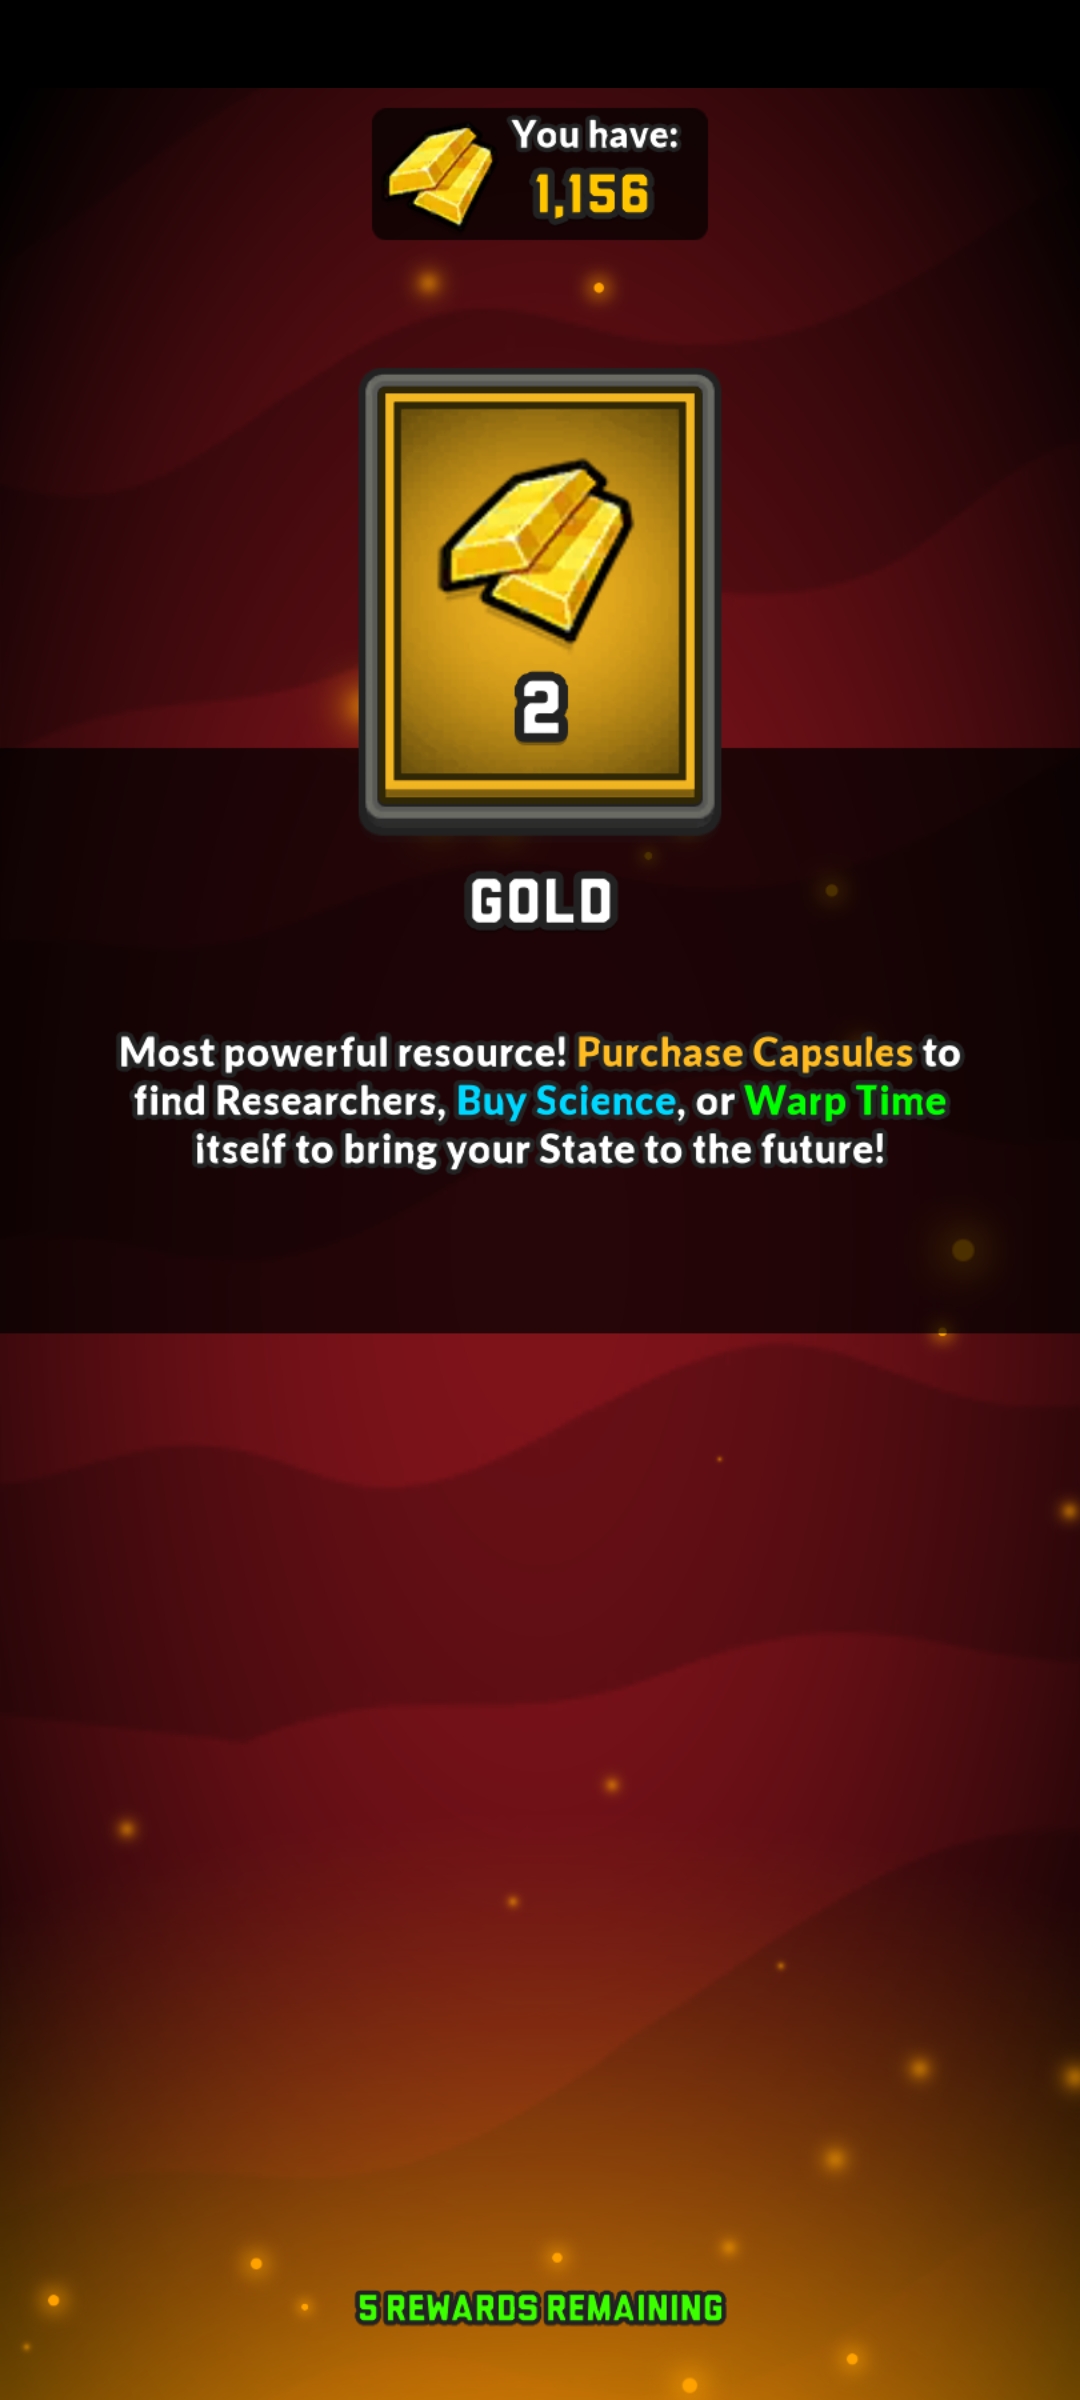 You have:
1,156
2
GOLD
Most powerful resource! Purchase Capsules to
find Researchers, Buy Science, or Warp Time
itself to bring your State to the future!
5 REWARDS REMAINING